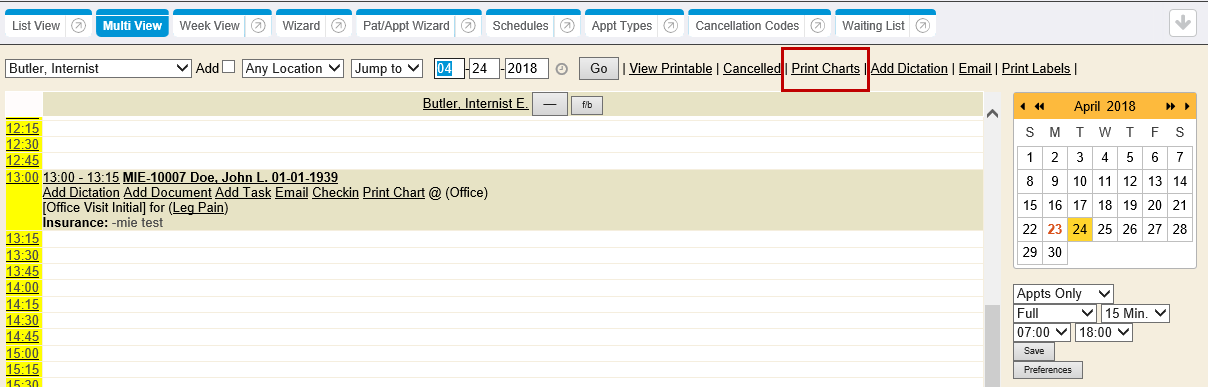 List View Multi View Week View Wizard Pat/Appt Wizard Schedules Appt Types Cancellation Codes Waiting List
Butler, Internist Add Any Location Jump to 04 - 24 - 2018 Go | View Printable | Cancelled | Print Charts | Add Dictation | Email | Print Labels |
Butler, Internist E. — f/b
12:15
12:30
12:45
13:00 13:00 - 13:15 MIE-10007 Doe, John L. 01-01-1939
Add Dictation Add Document Add Task Email Checkin Print Chart @ (Office)
[Office Visit Initial] for (Leg Pain)
Insurance: -mie test
13:15
13:30
13:45
14:00
14:15
14:30
14:45
15:00
15:15
15:30
April 2018
S M T W T F S
1 2 3 4 5 6 7
8 9 10 11 12 13 14
15 16 17 18 19 20 21
22 23 24 25 26 27 28
29 30
Appts Only
Full 15 Min.
07:00 18:00
Save
Preferences